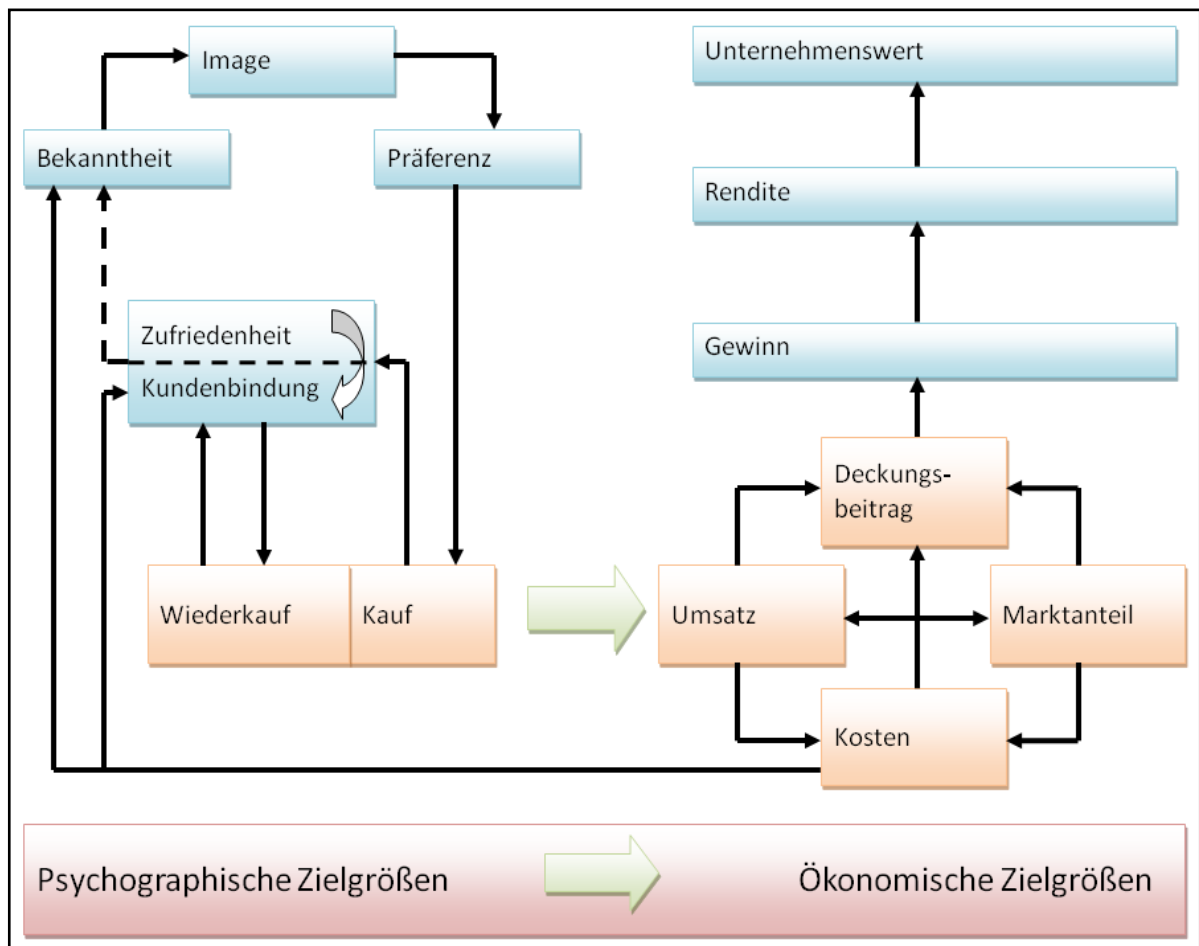 Image
Unternehmenswert
Bekanntheit
Präferenz
Rendite
Zufriedenheit
Kundenbindung
Gewinn
Deckungs-
beitrag
Wiederkauf
Kauf
Umsatz
Marktanteil
Kosten
Psychographische Zielgrößen
Ökonomische Zielgrößen